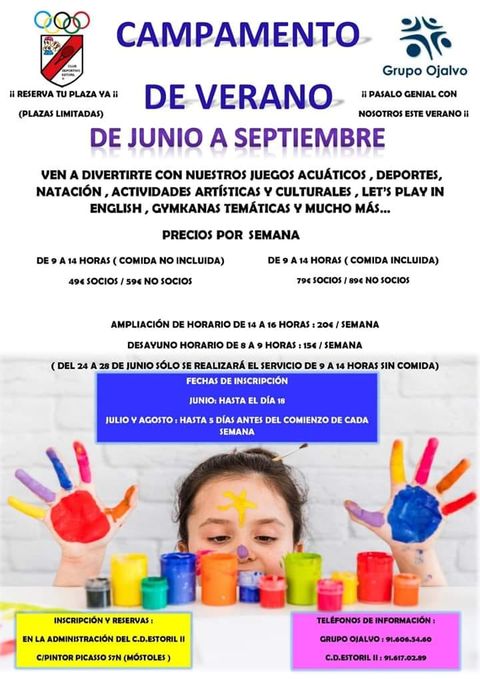 CAMPAMENTO
DE VERANO
DE JUNIO A SEPTIEMBRE
Grupo Ojalvo
¡¡ RESERVA TU PLAZA YA ¡¡
(PLAZAS LIMITADAS)
¡¡ PASALO GENIAL CON
NOSOTROS ESTE VERANO ¡¡
VEN A DIVERTIRTE CON NUESTROS JUEGOS ACUÁTICOS , DEPORTES,
NATACIÓN , ACTIVIDADES ARTÍSTICAS Y CULTURALES , LET'S PLAY IN
ENGLISH , GYMKANAS TEMÁTICAS Y MUCHO MÁS...
PRECIOS POR SEMANA
DE 9 A 14 HORAS ( COMIDA NO INCLUIDA)
49€ SOCIOS / 59€ NO SOCIOS
DE 9 A 14 HORAS ( COMIDA INCLUIDA)
79€ SOCIOS / 89€ NO SOCIOS
AMPLIACIÓN DE HORARIO DE 14 A 16 HORAS : 20€ / SEMANA
DESAYUNO HORARIO DE 8 A 9 HORAS : 15€ / SEMANA
( DEL 24 A 28 DE JUNIO SÓLO SE REALIZARÁ EL SERVICIO DE 9 A 14 HORAS SIN COMIDA)
FECHAS DE INSCRIPCIÓN
JUNIO: HASTA EL DÍA 18
JULIO Y AGOSTO : HASTA 5 DÍAS ANTES DEL COMIENZO DE CADA
SEMANA
INSCRIPCIÓN Y RESERVAS :
EN LA ADMINISTRACIÓN DEL C.D.ESTORIL II
C/PINTOR PICASSO S7N (MÓSTOLES )
TELÉFONOS DE INFORMACIÓN :
GRUPO OJALVO : 91.606.54.60
C.D.ESTORIL II : 91.617.02.89